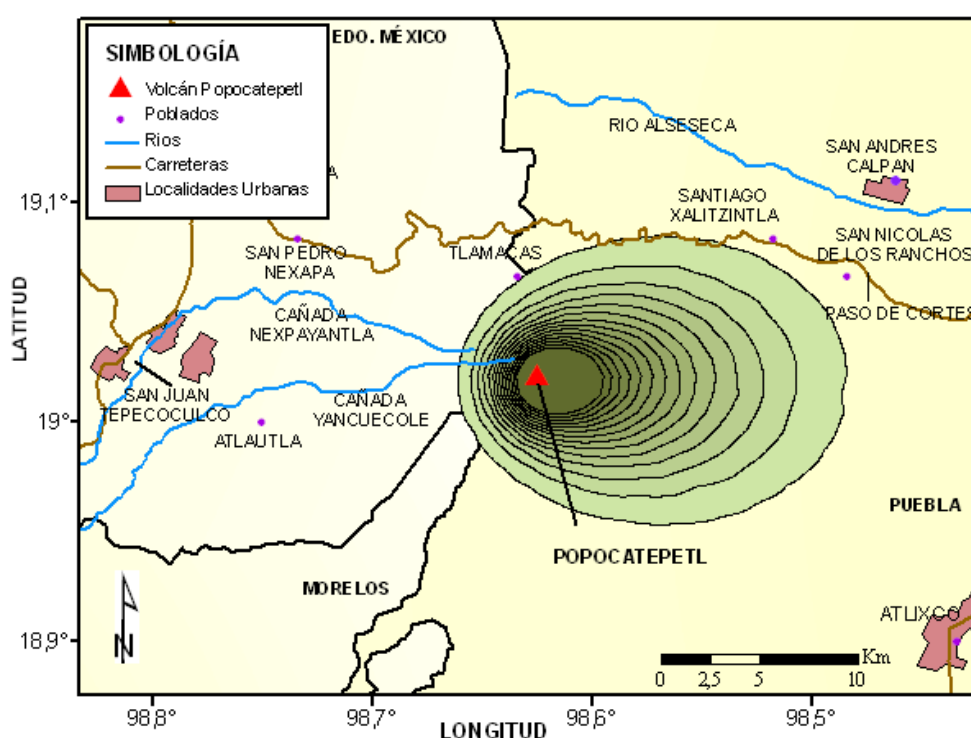 EDO. MÉXICO
SIMBOLOGÍA
Volcán Popocatepetl
Poblados
Rios
Carreteras
Localidades Urbanas
RIO ALSESECA
SAN ANDRES
CALPAN
19,1°
SANTIAGO
XALITZINTLA
SAN PEDRO
NEXAPA
TLAMACAS
SAN NICOLAS
DE LOS RANCHOS
PASO DE CORTES
CAÑADA
NEXPAYANTLA
LATITUD
SAN JUAN
TEPECOCULCO
CAÑADA
YANCUECOLE
19°
ATLAUTLA
PUEBLA
POPOCATEPETL
MORELOS
ATLIXCO
18,9°
N
Km
0 2,5 5 10
98,8° 98,7° 98,6° 98,5°
LONGITUD